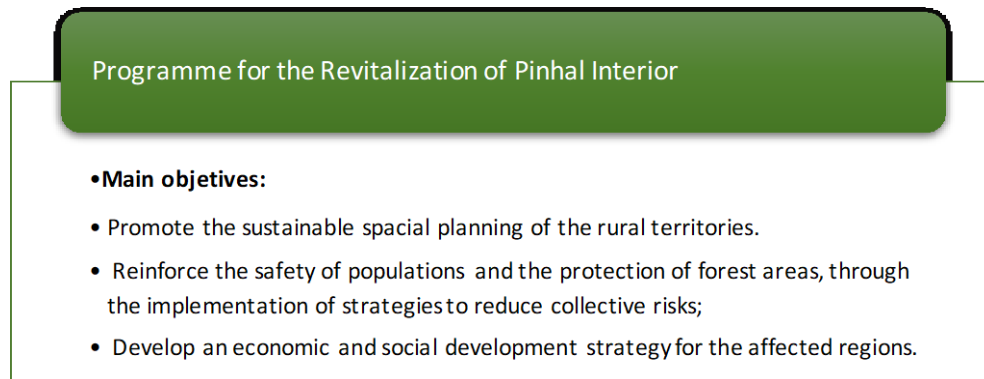 Programme for the Revitalization of Pinhal Interior
•Main objetives:
• Promote the sustainable spacial planning of the rural territories.
• Reinforce the safety of populations and the protection of forest areas, through
the implementation of strategies to reduce collective risks;
• Develop an economic and social development strategy for the affected regions.